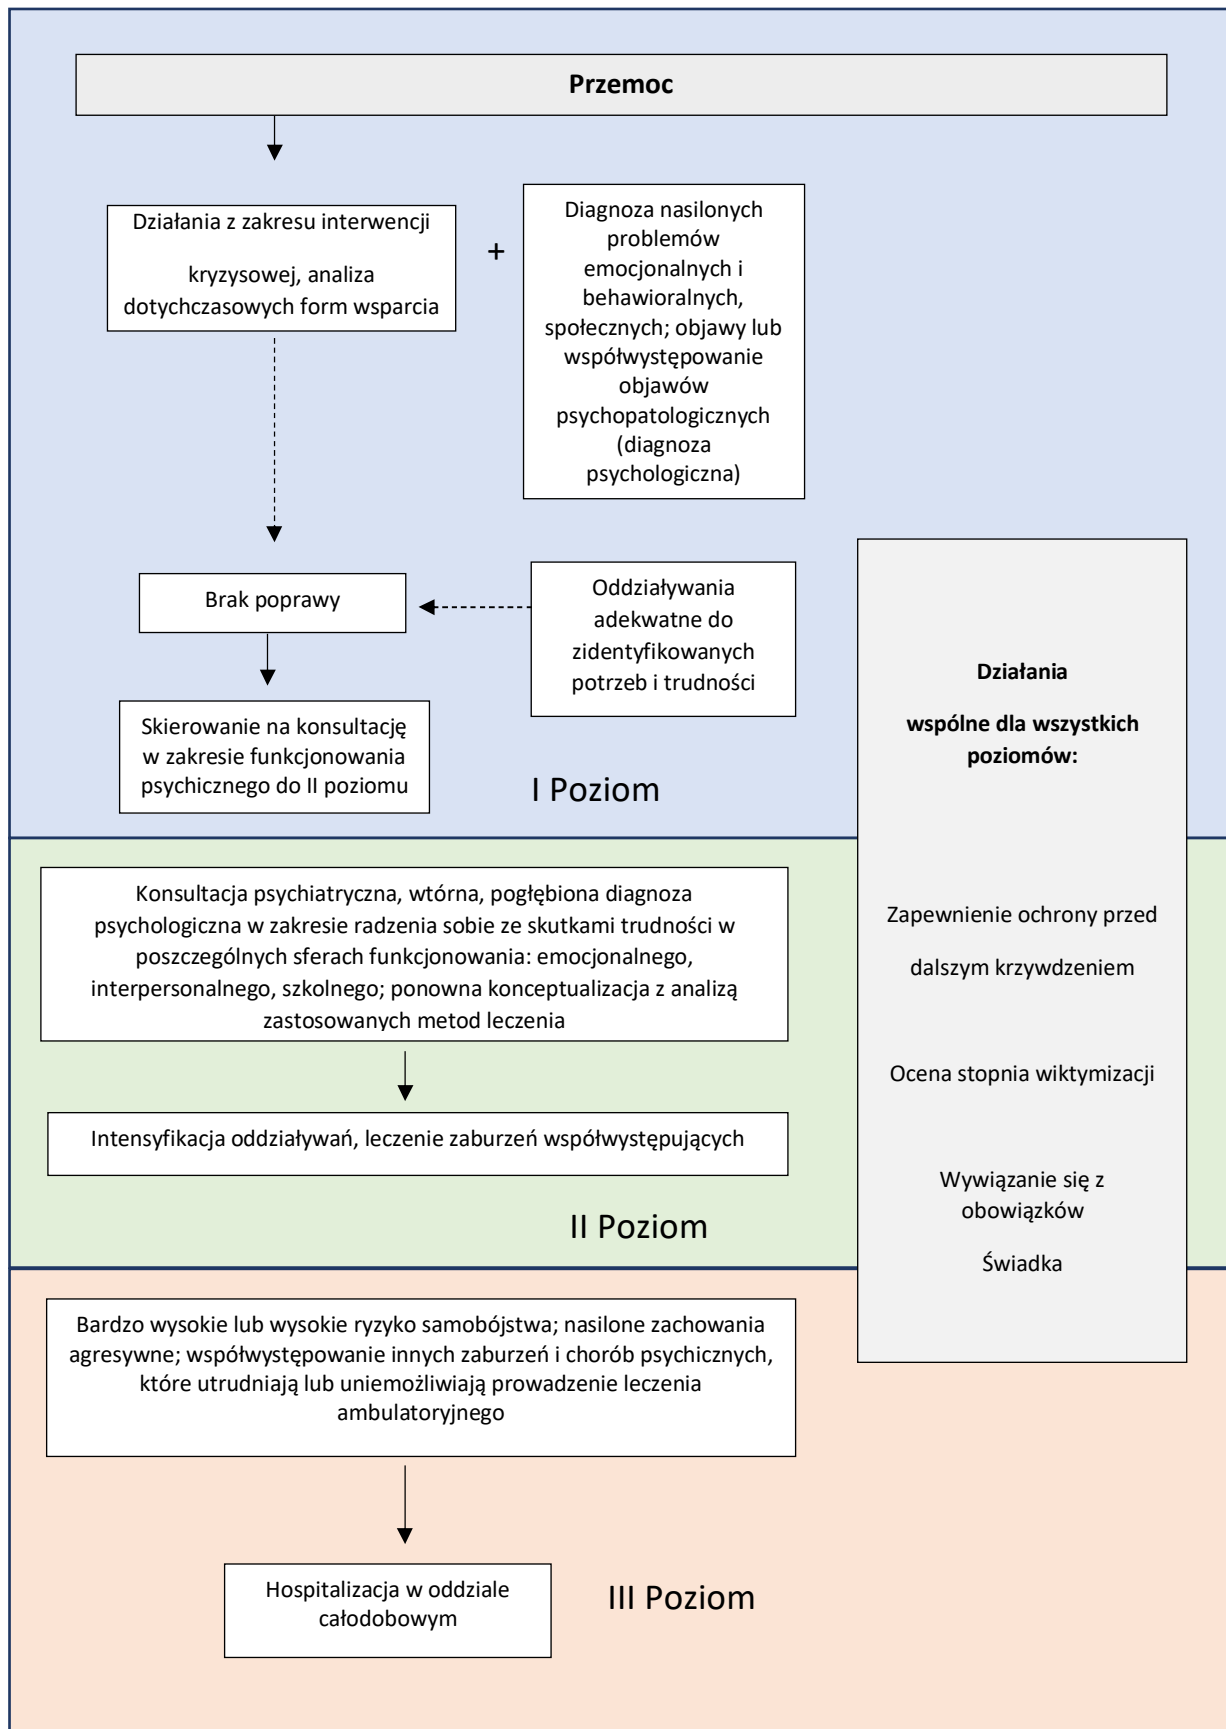 Przemoc
Działania z zakresu interwencji
kryzysowej, analiza
dotychczasowych form wsparcia
+
Diagnoza nasilonych
problemów
emocjonalnych i
behawioralnych,
społecznych; objawy lub
współwystępowanie
objawów
psychopatologicznych
(diagnoza
psychologiczna)
Brak poprawy
Oddziaływania
adekwatne do
zidentyfikowanych
potrzeb i trudności
Skierowanie na konsultację
w zakresie funkcjonowania
psychicznego do II poziomu
I Poziom
Działania
wspólne dla wszystkich
poziomów:
Zapewnienie ochrony przed
dalszym krzywdzeniem
Ocena stopnia wiktymizacji
Wywiązanie się z
obowiązków
Świadka
Konsultacja psychiatryczna, wtórna, pogłębiona diagnoza
psychologiczna w zakresie radzenia sobie ze skutkami trudności w
poszczególnych sferach funkcjonowania: emocjonalnego,
interpersonalnego, szkolnego; ponowna konceptualizacja z analizą
zastosowanych metod leczenia
Intensyfikacja oddziaływań, leczenie zaburzeń współwystępujących
II Poziom
Bardzo wysokie lub wysokie ryzyko samobójstwa; nasilone zachowania
agresywne; współwystępowanie innych zaburzeń i chorób psychicznych,
które utrudniają lub uniemożliwiają prowadzenie leczenia
ambulatoryjnego
Hospitalizacja w oddziale
całodobowym
III Poziom